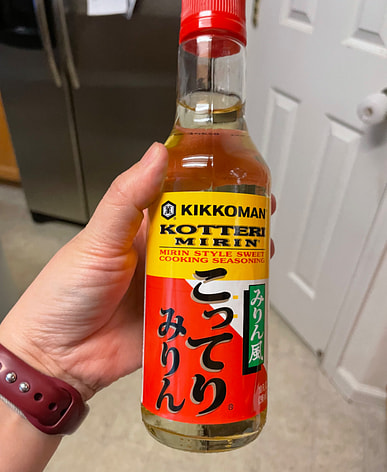 KIKKOMAN
KOTTERI
MIRIN
MIRIN STYLE SWEET
COOKING SEASONING
こってり
みりん
みりん風
B